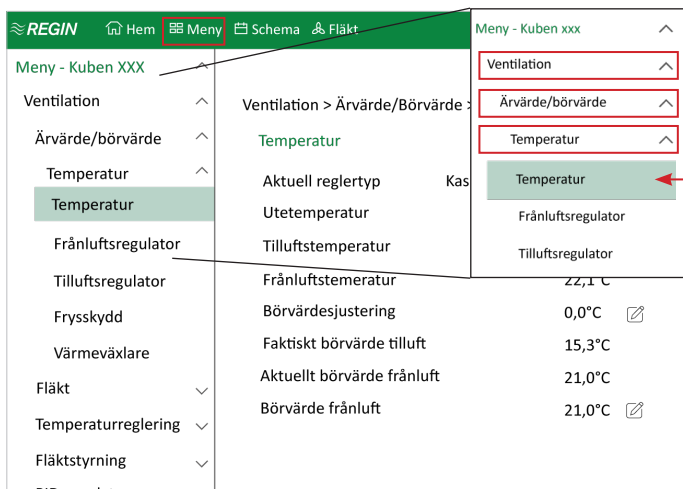 REGIN Hem Meny Schema Fläkt
Meny - Kuben XXX
Ventilation
Ärvärde/börvärde
Temperatur
Temperatur
Frånluftsregulator
Tilluftsregulator
Frysskydd
Värmeväxlare
Fläkt
Temperaturreglering
Fläktstyrning
Ventilation > Ärvärde/Börvärde >
Temperatur
Aktuell reglertyp Kas
Utetemperatur
Tilluftstemperatur
Frånluftstemeratur 22,1°C
Börvärdesjustering 0,0°C
Faktiskt börvärde tilluft 15,3°C
Aktuellt börvärde frånluft 21,0°C
Börvärde frånluft 21,0°C
Meny - Kuben xxx
Ventilation
Ärvärde/börvärde
Temperatur
Temperatur
Frånluftsregulator
Tilluftsregulator